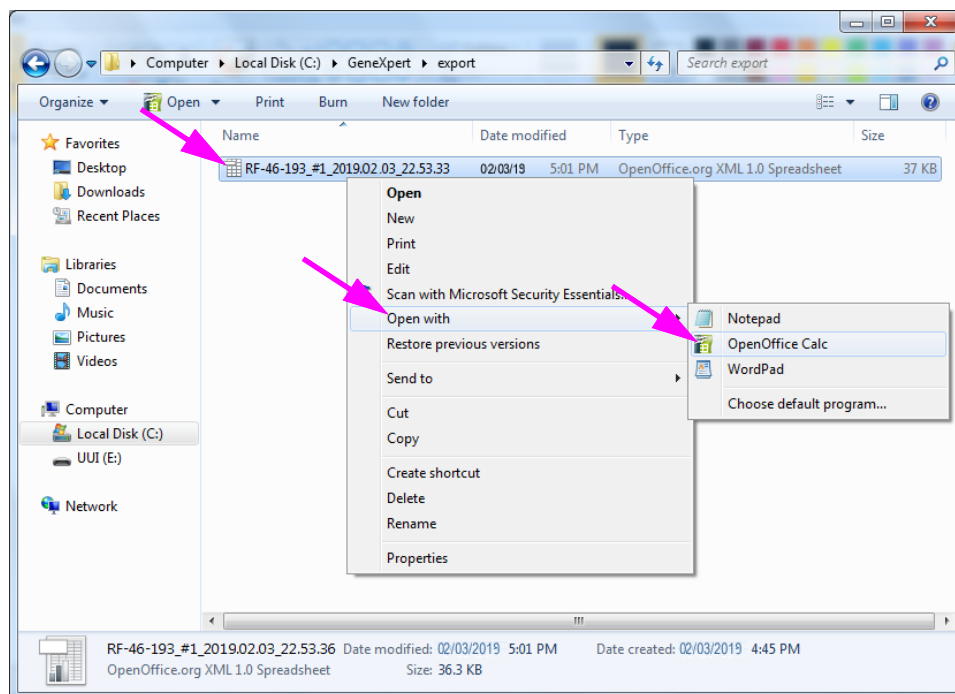 Computer ▸ Local Disk (C:) ▸ GeneXpert ▸ export
Search export
Organize
Open
Print
Burn
New folder
Name
Date modified
Type
Size
Favorites
Desktop
Downloads
Recent Places
Libraries
Documents
Music
Pictures
Videos
Computer
Local Disk (C:)
UUI (E:)
Network
RF-46-193_#1_2019.02.03_22.53.33 02/03/19 5:01 PM OpenOffice.org XML 1.0 Spreadsheet 37 KB
Open
New
Print
Edit
Scan with Microsoft Security Essentials...
Open with
Restore previous versions
Send to
Cut
Copy
Create shortcut
Delete
Rename
Properties
Notepad
OpenOffice Calc
WordPad
Choose default program...
RF-46-193_#1_2019.02.03_22.53.36 Date modified: 02/03/2019 5:01 PM Date created: 02/03/2019 4:45 PM
OpenOffice.org XML 1.0 Spreadsheet Size: 36.3 KB